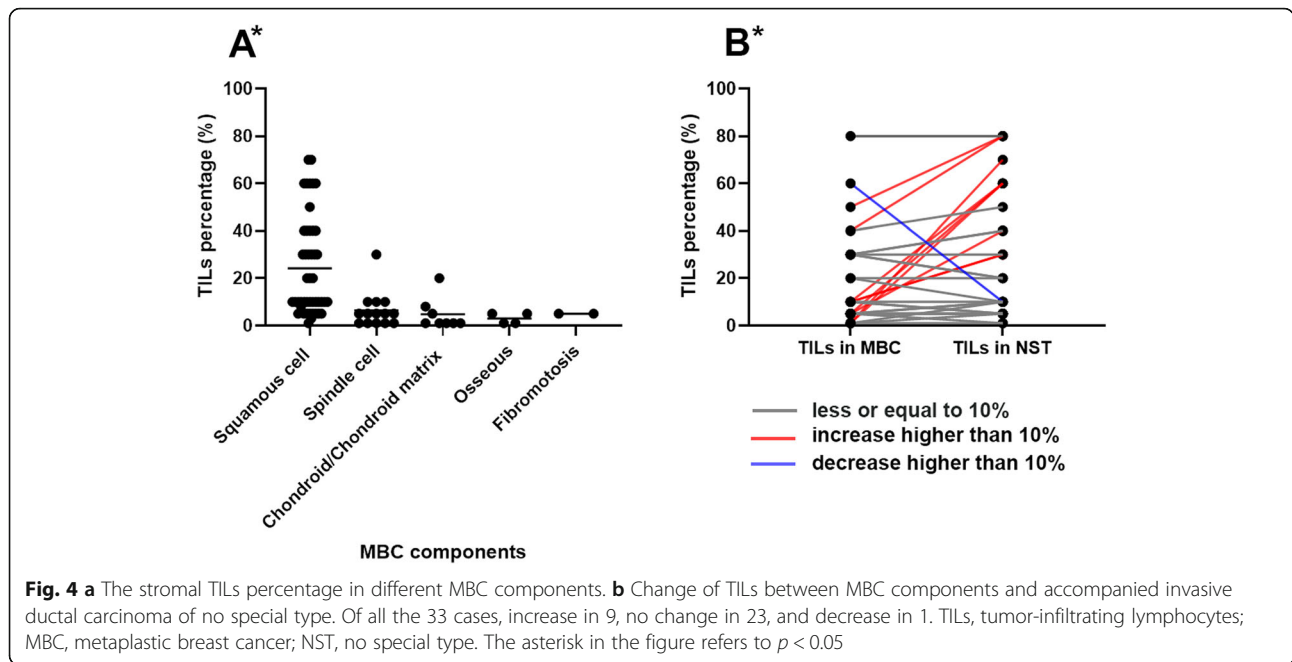 A*
B*
TILs percentage (%)
100
80
60
40
20
0
Squamous cell
Spindle cell
Chondroid/Chondroid matrix
Osseous
Fibromotosis
MBC components
TILs percentage (%)
100
80
60
40
20
0
TILs in MBC
TILs in NST
less or equal to 10%
increase higher than 10%
decrease higher than 10%
Fig. 4 a The stromal TILs percentage in different MBC components. b Change of TILs between MBC components and accompanied invasive
ductal carcinoma of no special type. Of all the 33 cases, increase in 9, no change in 23, and decrease in 1. TILs, tumor-infiltrating lymphocytes;
MBC, metaplastic breast cancer; NST, no special type. The asterisk in the figure refers to p < 0.05